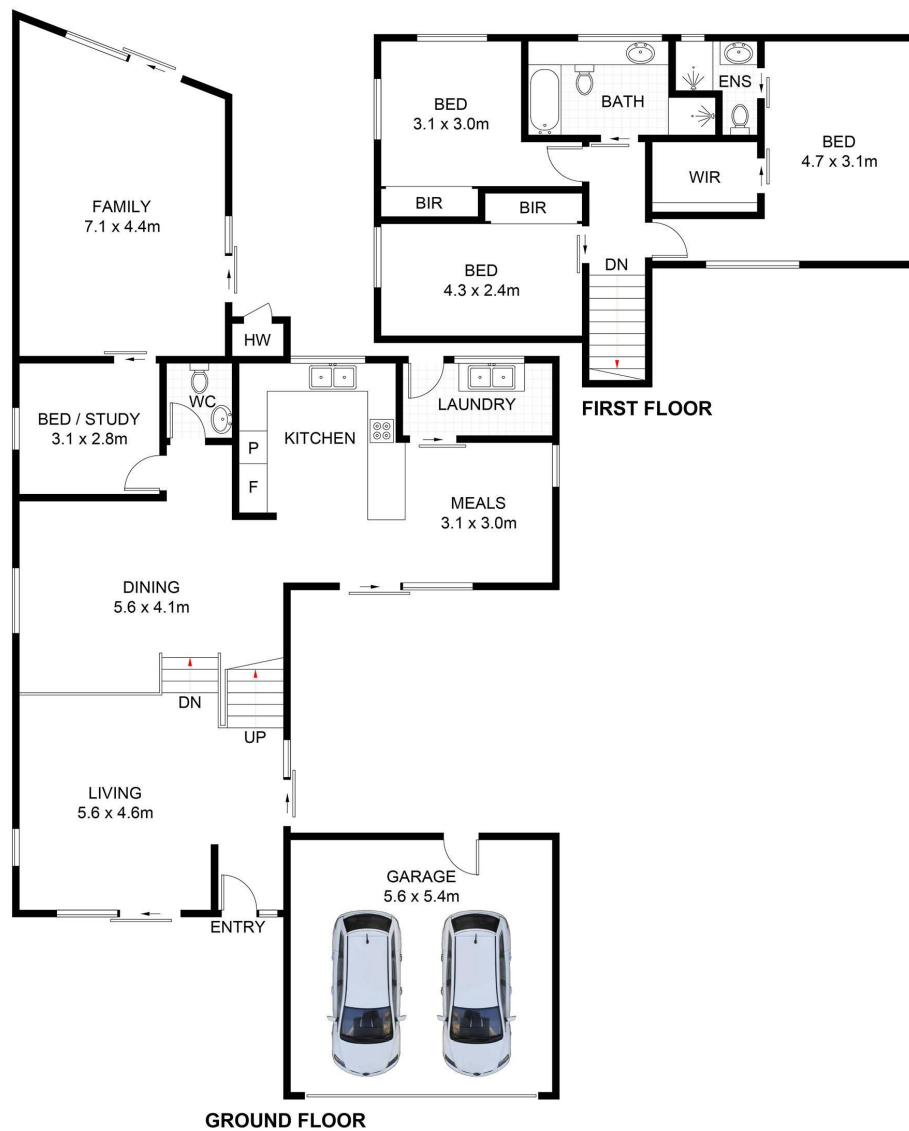 FAMILY
7.1 x 4.4m
HW
BED / STUDY
3.1 x 2.8m
WC
KITCHEN
P
F
LAUNDRY
MEALS
3.1 x 3.0m
DINING
5.6 x 4.1m
DN
UP
LIVING
5.6 x 4.6m
ENTRY
GARAGE
5.6 x 5.4m
GROUND FLOOR
BED
3.1 x 3.0m
BATH
ENS
BED
4.7 x 3.1m
WIR
BIR
BIR
BED
4.3 x 2.4m
DN
FIRST FLOOR